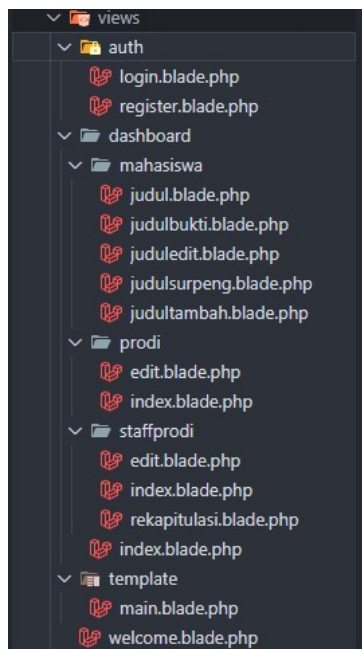 views
auth
login.blade.php
register.blade.php
dashboard
mahasiswa
judul.blade.php
judulbukti.blade.php
juduledit.blade.php
judulsurpeng.blade.php
judultambah.blade.php
prodi
edit.blade.php
index.blade.php
staffprodi
edit.blade.php
index.blade.php
rekapitulasi.blade.php
index.blade.php
template
main.blade.php
welcome.blade.php